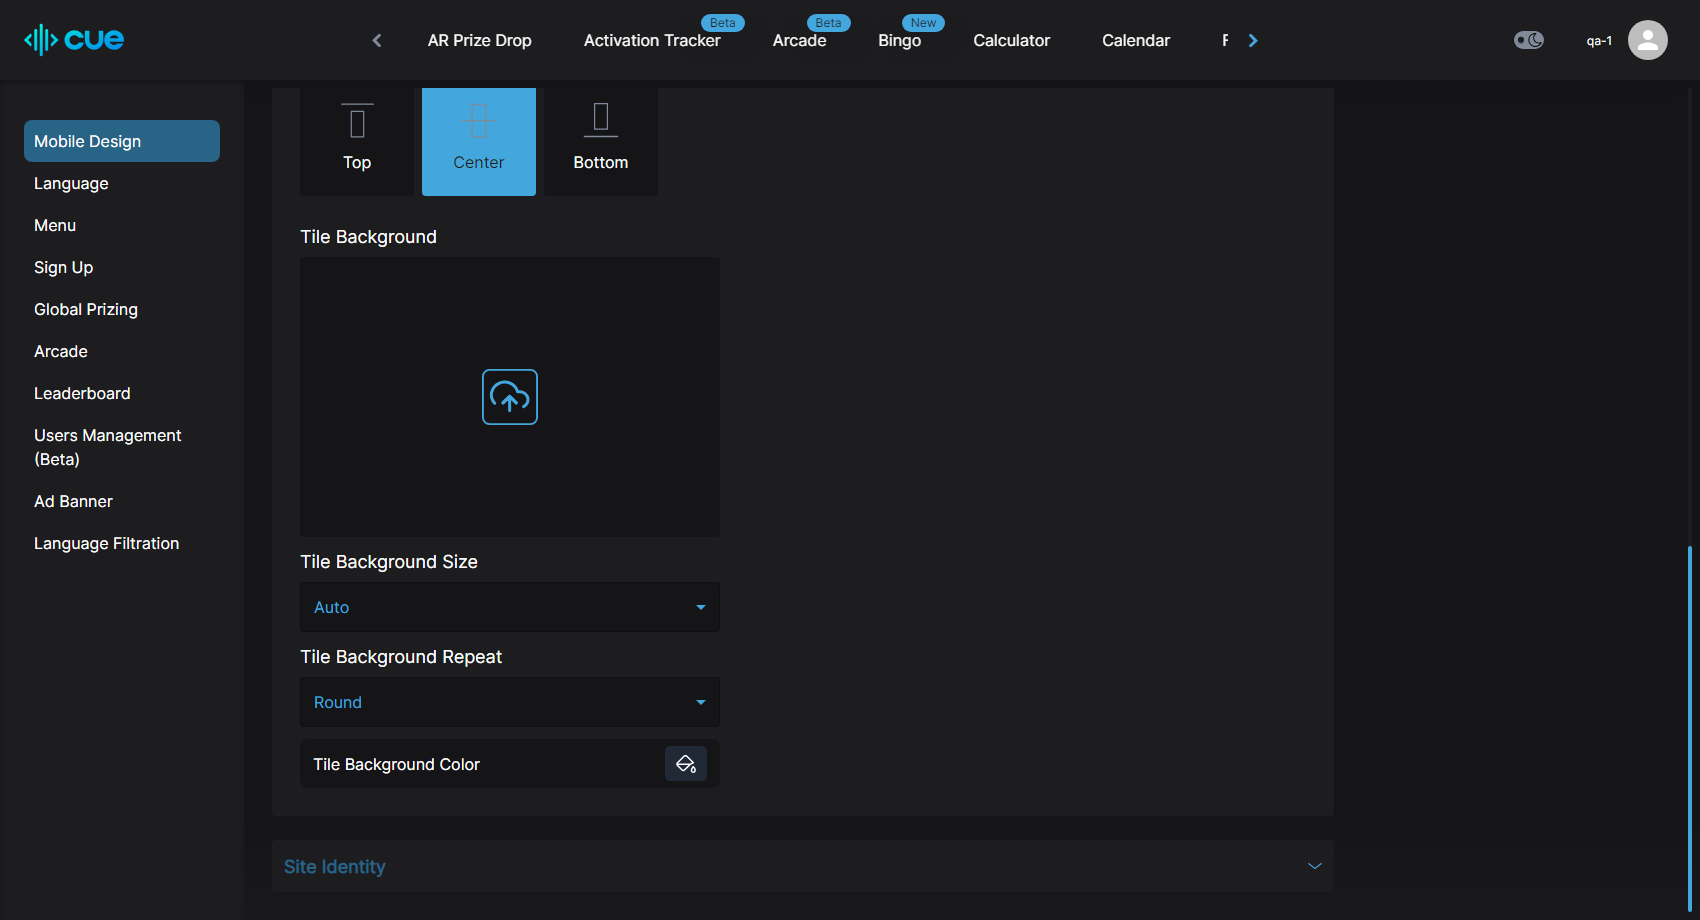 cue
AR Prize Drop
Activation Tracker
Beta
Arcade
Beta
Bingo
New
Calculator
Calendar
qa-1
Mobile Design
Language
Menu
Sign Up
Global Prizing
Arcade
Leaderboard
Users Management
(Beta)
Ad Banner
Language Filtration
Top
Center
Bottom
Tile Background
Tile Background Size
Auto
Tile Background Repeat
Round
Tile Background Color
Site Identity